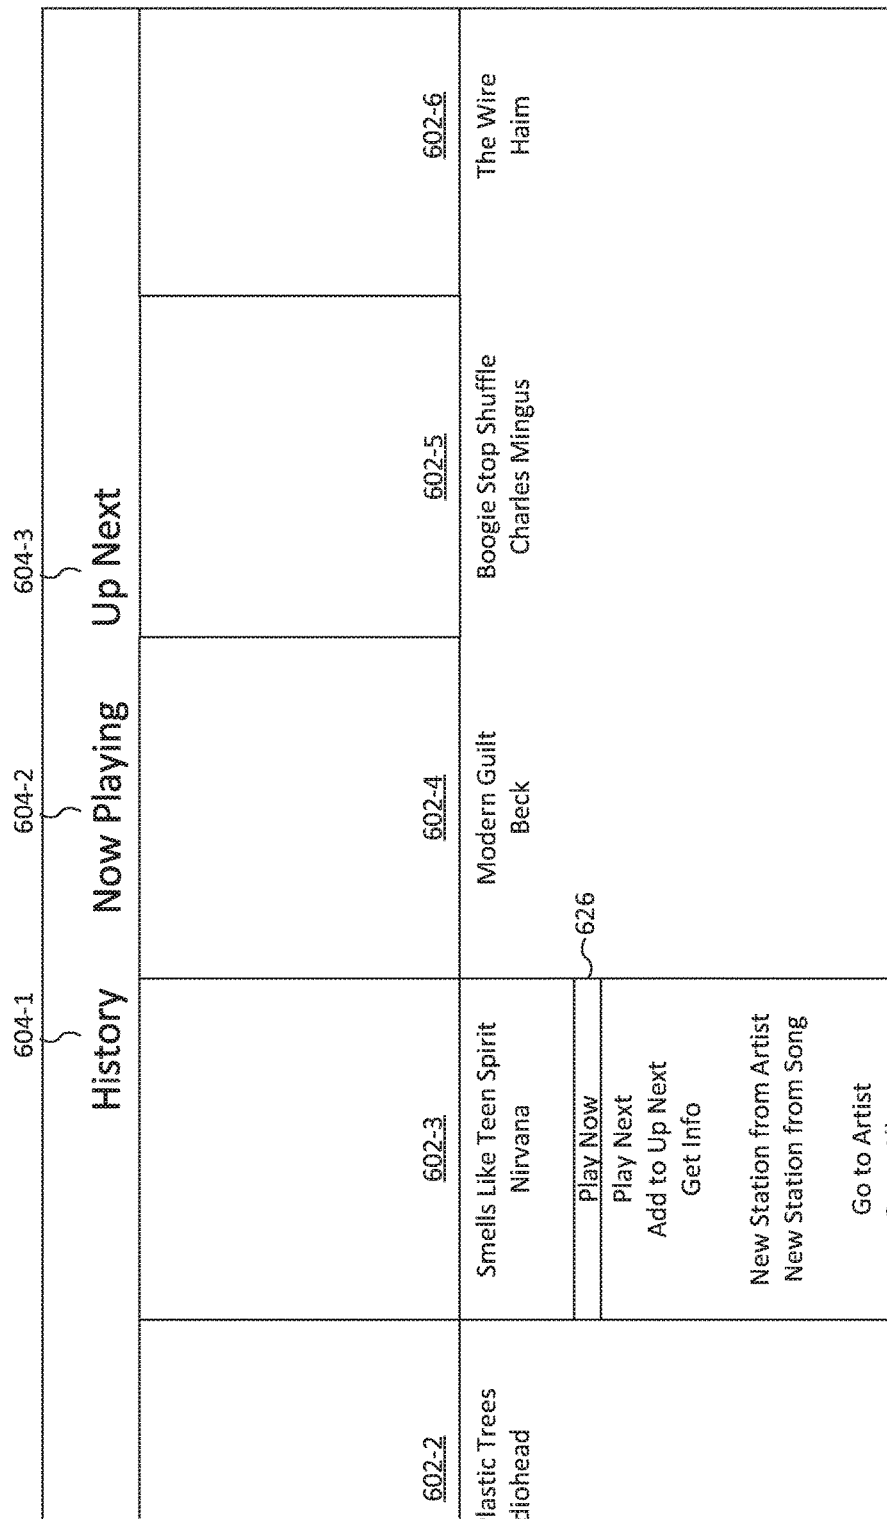 604-1
604-2
604-3
History
Now Playing
Up Next
602-2
602-3
602-4
602-5
602-6
lastic Trees
diohead
Smells Like Teen Spirit
Nirvana
Modern Guilt
Beck
Boogie Stop Shuffle
Charles Mingus
The Wire
Haim
Play Now
626
Play Next
Add to Up Next
Get Info
New Station from Artist
New Station from Song
Go to Artist